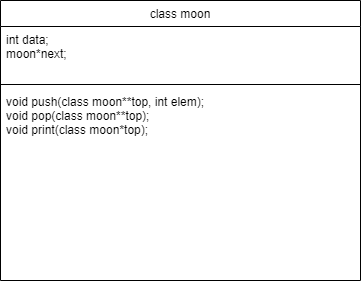 class moon
int data;
moon*next;
void push(class moon**top, int elem);
void pop(class moon**top);
void print(class moon*top);